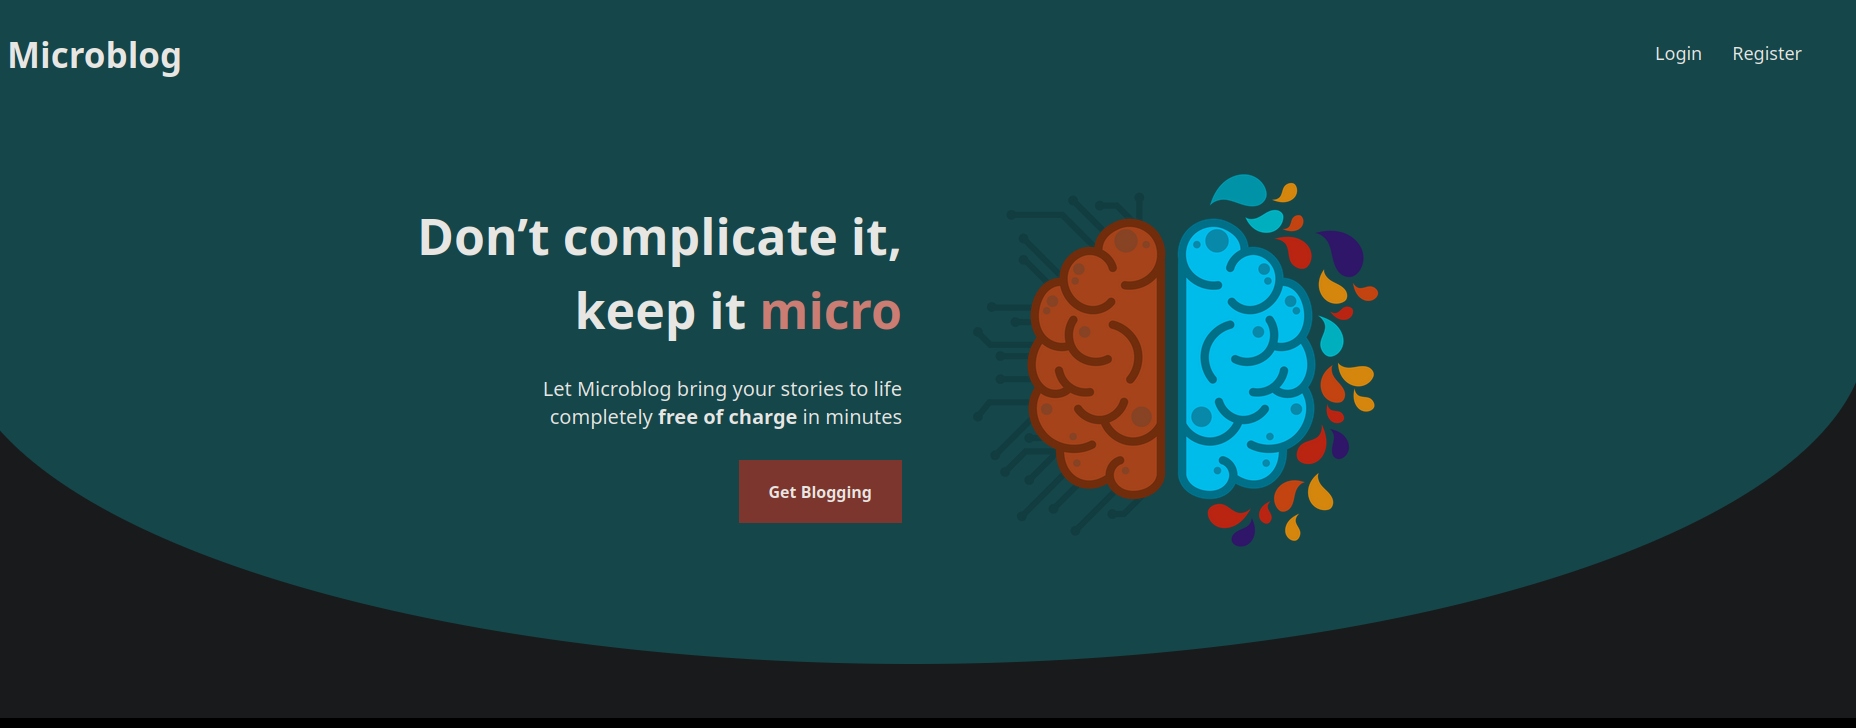 Microblog
Login Register
Don’t complicate it,
keep it micro
Let Microblog bring your stories to life
completely free of charge in minutes
Get Blogging